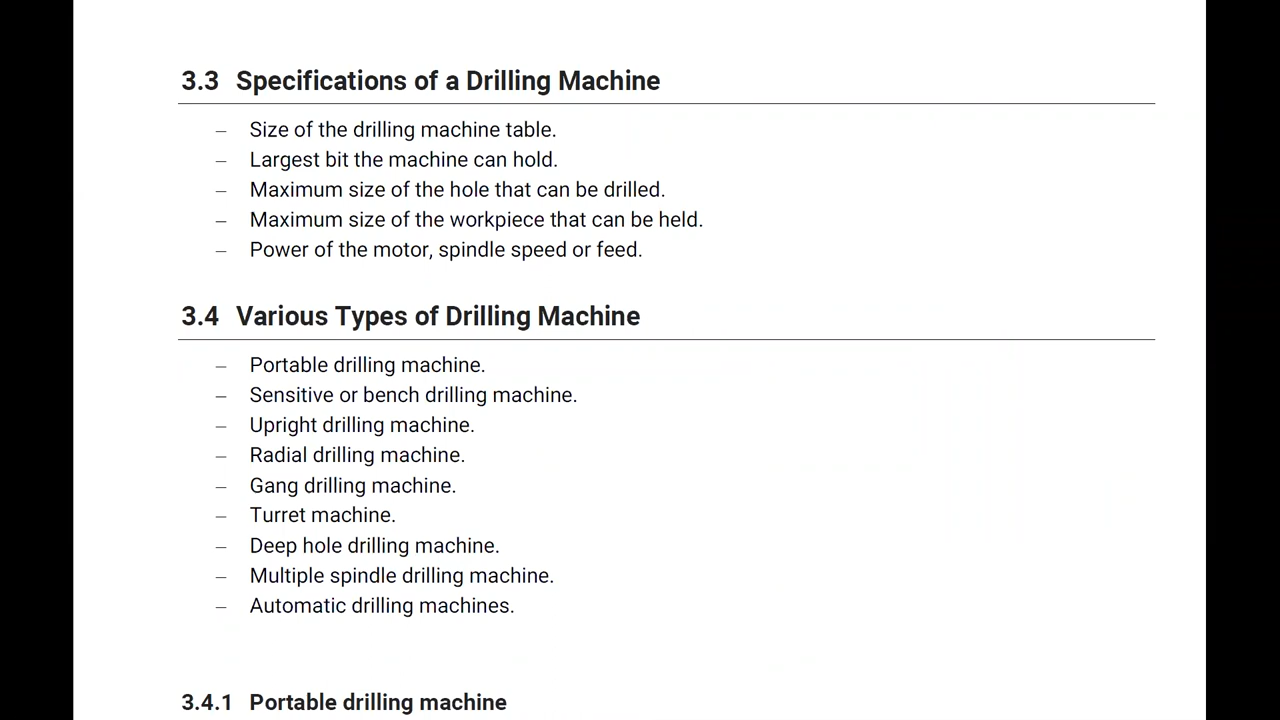 3.3 Specifications of a Drilling Machine
– Size of the drilling machine table.
– Largest bit the machine can hold.
– Maximum size of the hole that can be drilled.
– Maximum size of the workpiece that can be held.
– Power of the motor, spindle speed or feed.
3.4 Various Types of Drilling Machine
– Portable drilling machine.
– Sensitive or bench drilling machine.
– Upright drilling machine.
– Radial drilling machine.
– Gang drilling machine.
– Turret machine.
– Deep hole drilling machine.
– Multiple spindle drilling machine.
– Automatic drilling machines.
3.4.1 Portable drilling machine